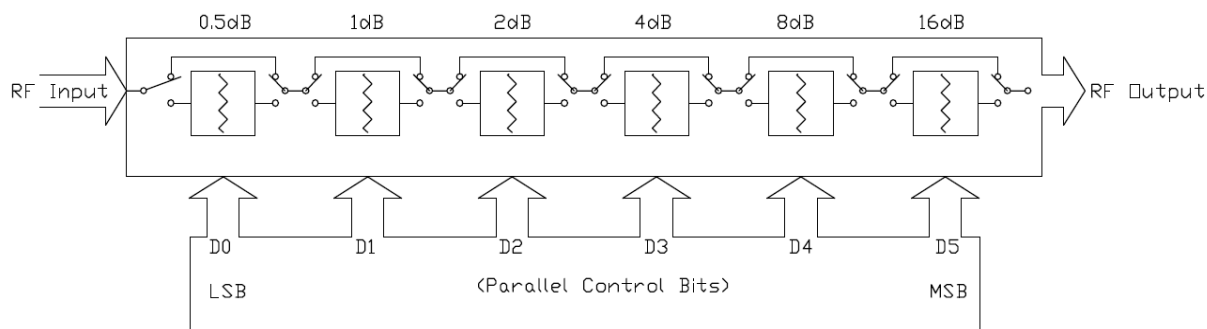 0.5dB 1dB 2dB 4dB 8dB 16dB
RF Input
RF Output
D0 D1 D2 D3 D4 D5
LSB (Parallel Control Bits) MSB